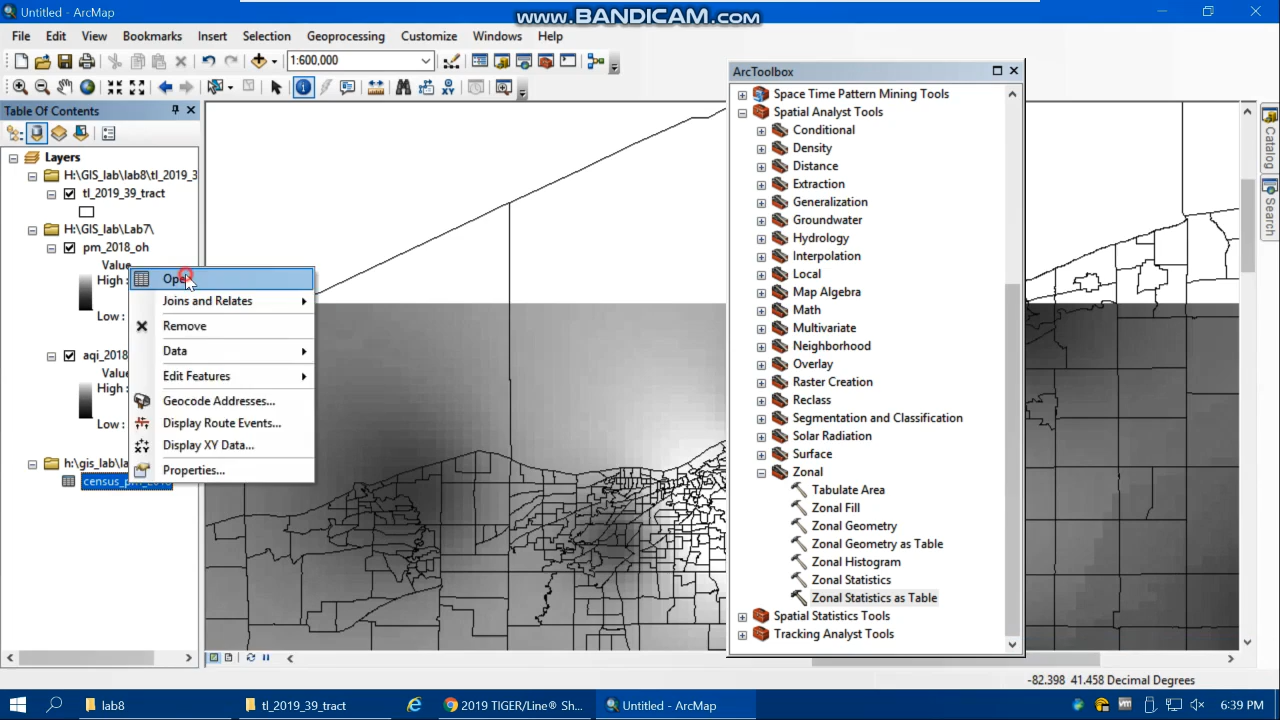 Untitled - ArcMap
www.BANDICAM.com
File Edit View Bookmarks Insert Selection Geoprocessing Customize Windows Help
1:600,000
Table Of Contents
Layers
H:\GIS_lab\lab8\tl_2019_3
tl_2019_39_tract
H:\GIS_lab\Lab7\
pm_2018_oh
Value
High :
Low :
aqi_2018
Value
High :
Low :
h:\gis_lab\la
Open
Joins and Relates
Remove
Data
Edit Features
Geocode Addresses...
Display Route Events...
Display XY Data...
Properties...
ArcToolbox
Space Time Pattern Mining Tools
Spatial Analyst Tools
Conditional
Density
Distance
Extraction
Generalization
Groundwater
Hydrology
Interpolation
Local
Map Algebra
Math
Multivariate
Neighborhood
Overlay
Raster Creation
Reclass
Segmentation and Classification
Solar Radiation
Surface
Zonal
Tabulate Area
Zonal Fill
Zonal Geometry
Zonal Geometry as Table
Zonal Histogram
Zonal Statistics
Zonal Statistics as Table
Spatial Statistics Tools
Tracking Analyst Tools
Catalog
Search
-82.398 41.458 Decimal Degrees
lab8
tl_2019_39_tract
2019 TIGER/Line® Sh...
Untitled - ArcMap
6:39 PM